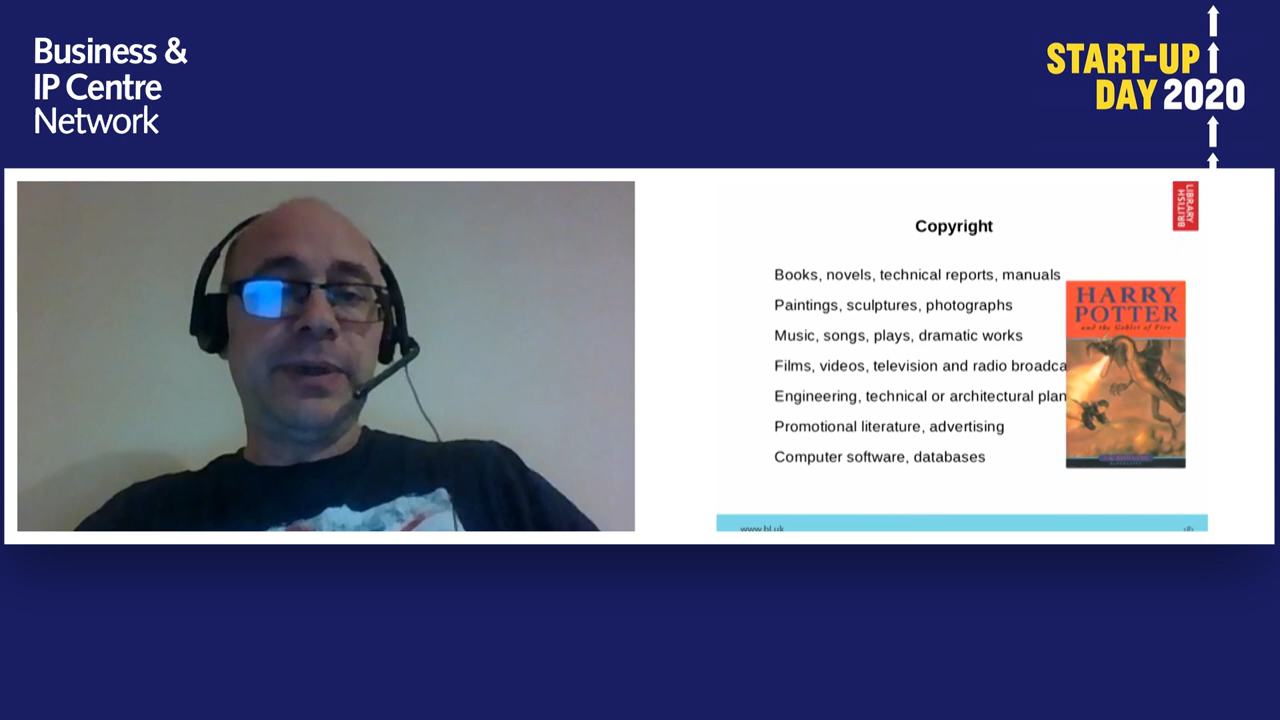 Business &
IP Centre
Network
START-UP
DAY 2020
BRITISH
LIBRARY
Copyright
Books, novels, technical reports, manuals
Paintings, sculptures, photographs
Music, songs, plays, dramatic works
Films, videos, television and radio broadca
Engineering, technical or architectural plan
Promotional literature, advertising
Computer software, databases
HARRY
POTTER
and the Goblet of Fire
www.bl.uk